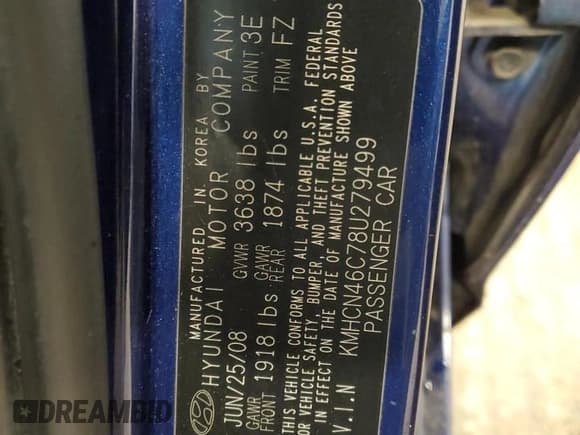 MANUFACTURED IN KOREA BY
HYUNDAI MOTOR COMPANY
JUN/25/08 GVWR 3638 lbs PAINT 3E
GAWR FRONT 1918 lbs GAWR REAR 1874 lbs TRIM FZ
THIS VEHICLE CONFORMS TO ALL APPLICABLE U.S.A. FEDERAL
MOTOR VEHICLE SAFETY, BUMPER, AND THEFT PREVENTION STANDARDS
IN EFFECT ON THE DATE OF MANUFACTURE SHOWN ABOVE
V.I.N KMHCN46C78U279499
PASSENGER CAR
DREAMBID